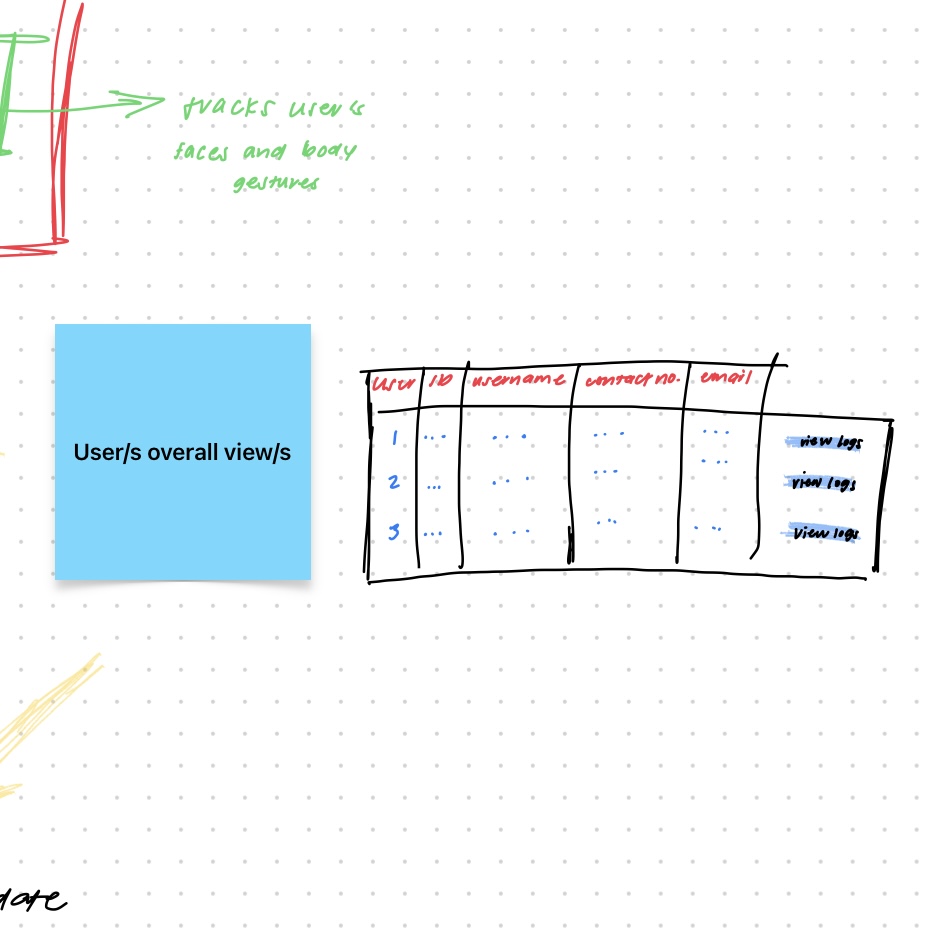 tracks user/s
faces and body
gestures
User/s overall view/s
User ID username contact no. email
1 ... ... ... ... view logs
2 ... ... ... ... view logs
3 ... ... ... ... view logs
date